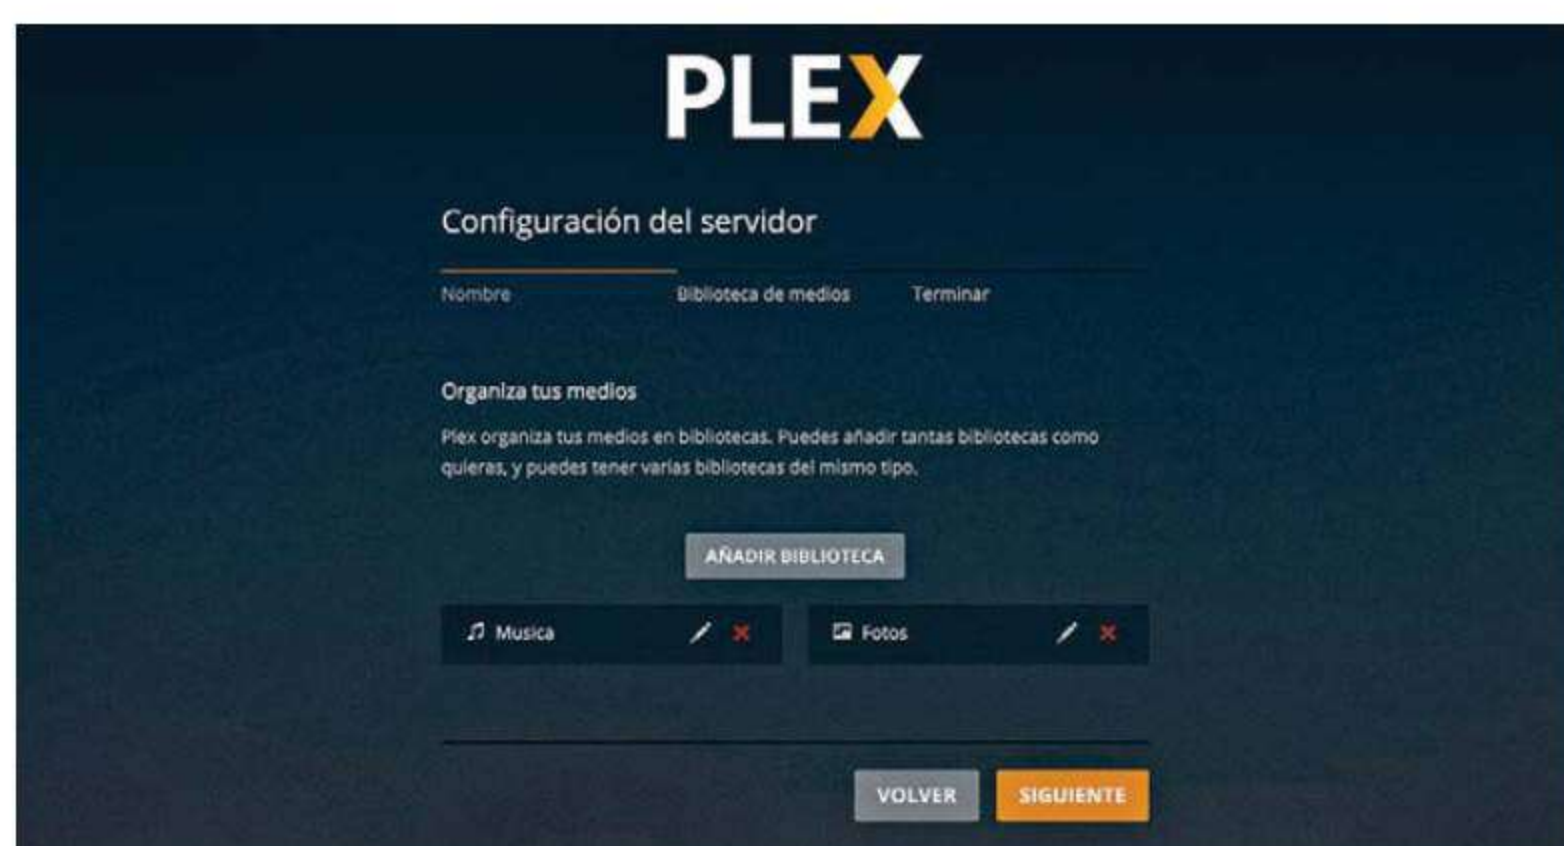 PLEX
Configuración del servidor
Nombre Biblioteca de medios Terminar
Organiza tus medios
Plex organiza tus medios en bibliotecas. Puedes añadir tantas bibliotecas como
quieras, y puedes tener varias bibliotecas del mismo tipo.
AÑADIR BIBLIOTECA
Musica Fotos
VOLVER SIGUIENTE